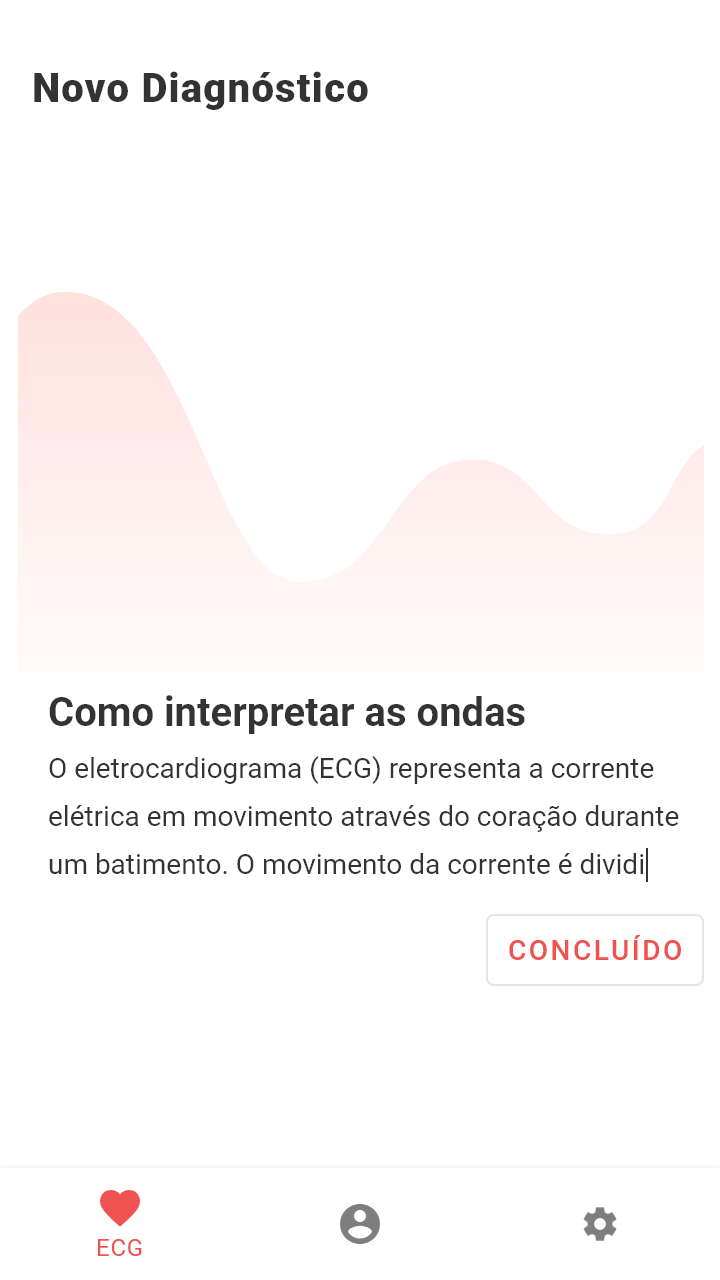 Novo Diagnóstico
Como interpretar as ondas
O eletrocardiograma (ECG) representa a corrente
elétrica em movimento através do coração durante
um batimento. O movimento da corrente é dividi
CONCLUÍDO
ECG